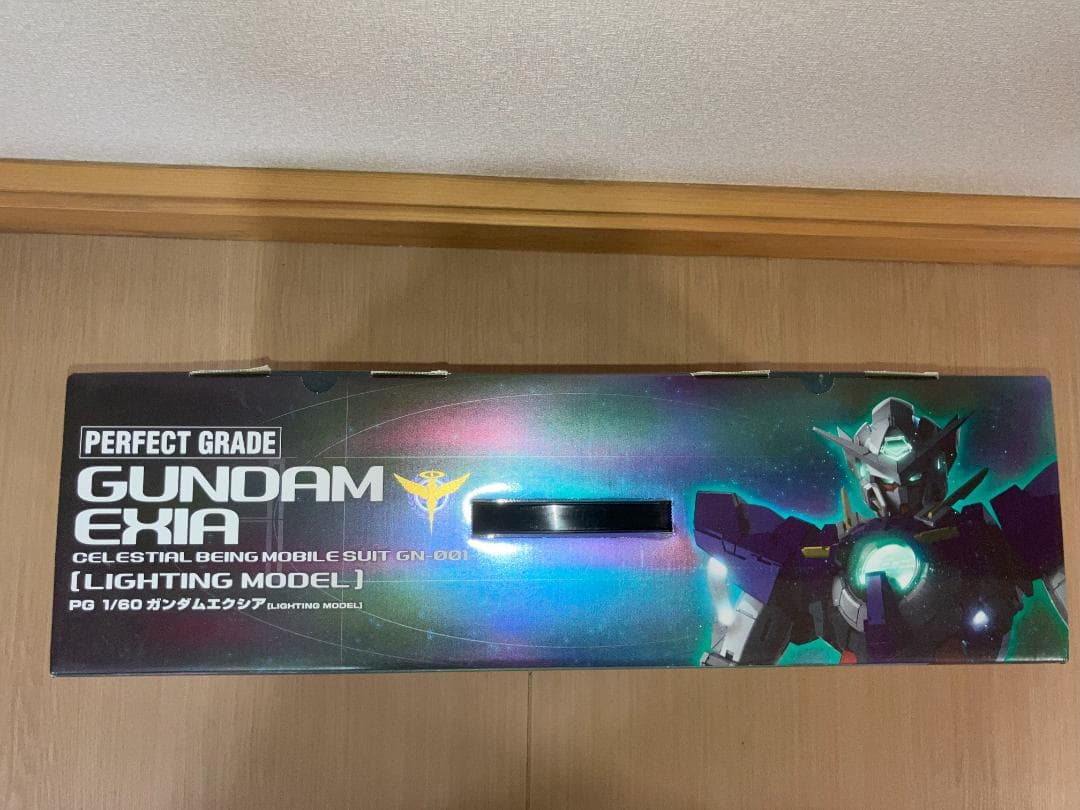 PERFECT GRADE
GUNDAM
EXIA
CELESTIAL BEING MOBILE SUIT GN-001
[LIGHTING MODEL]
PG 1/60 ガンダムエクシア[LIGHTING MODEL]